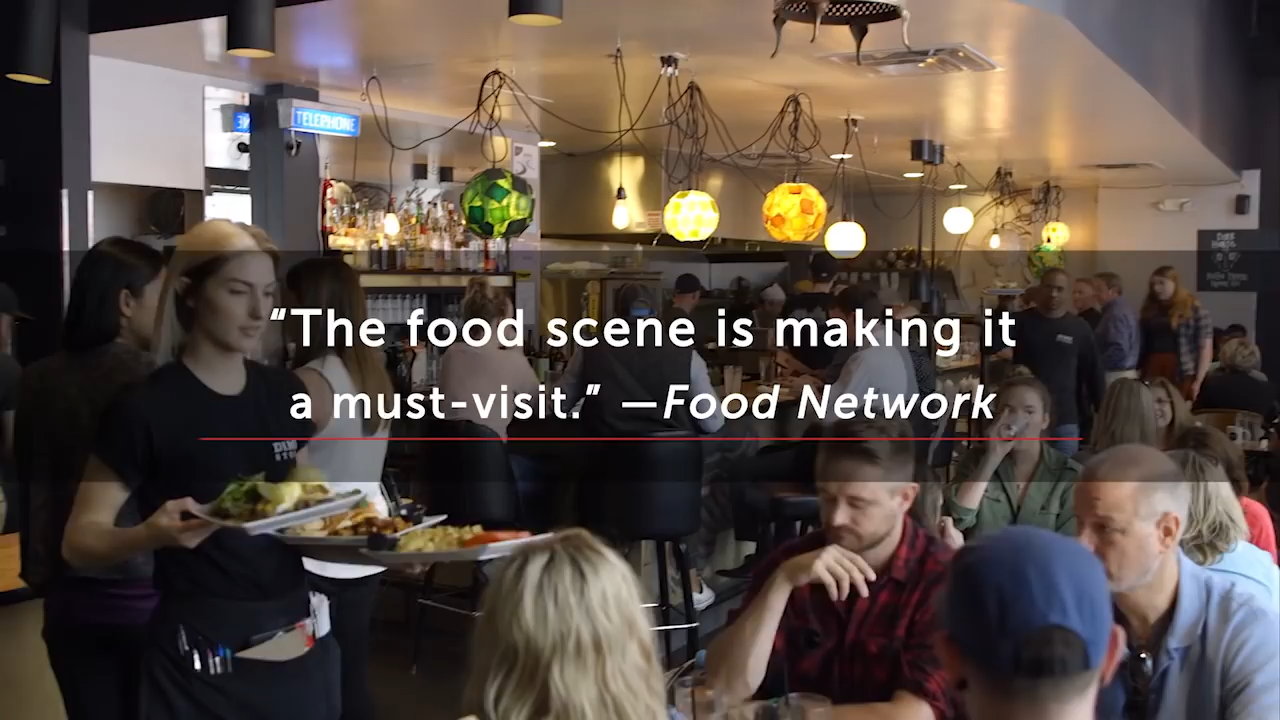 TELEPHONE
“The food scene is making it
a must-visit.” —Food Network